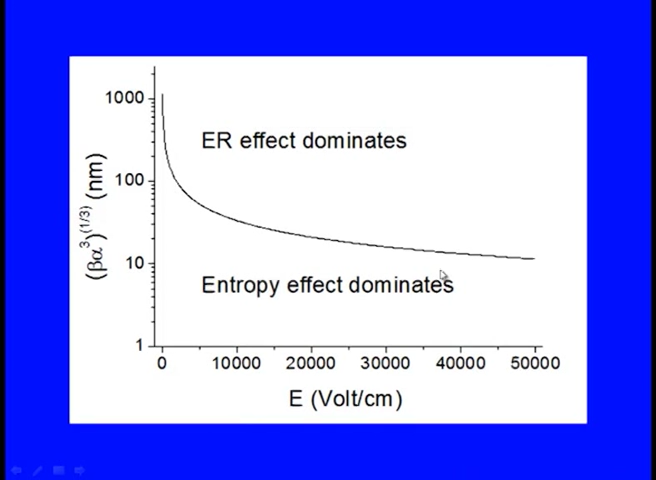 1000
100
10
1
(βα³)^(1/3) (nm)
ER effect dominates
Entropy effect dominates
0 10000 20000 30000 40000 50000
E (Volt/cm)